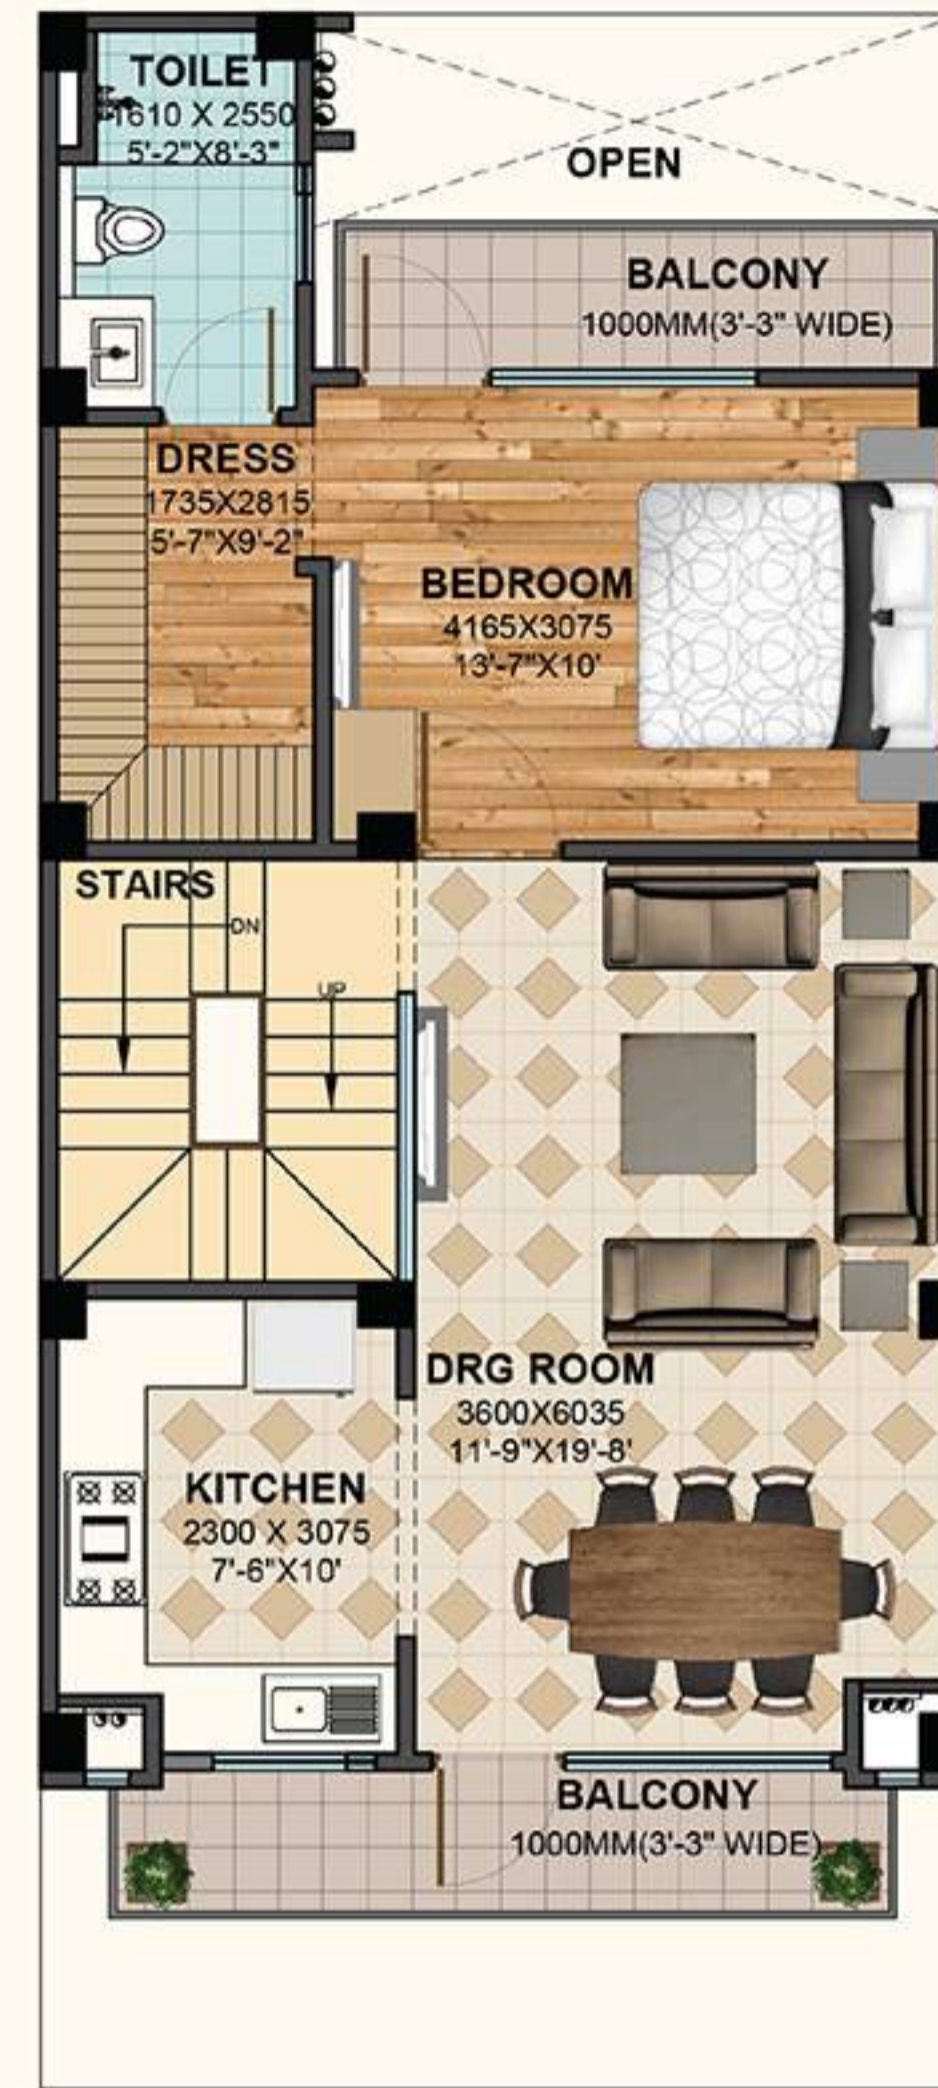 TOILET
1610 X 2550
5'-2"X8'-3"
OPEN
BALCONY
1000MM(3'-3" WIDE)
DRESS
1735X2815
5'-7"X9'-2"
BEDROOM
4165X3075
13'-7"X10'
STAIRS
DN
UP
DRG ROOM
3600X6035
11'-9"X19'-8'
KITCHEN
2300 X 3075
7'-6"X10'
BALCONY
1000MM(3'-3" WIDE)